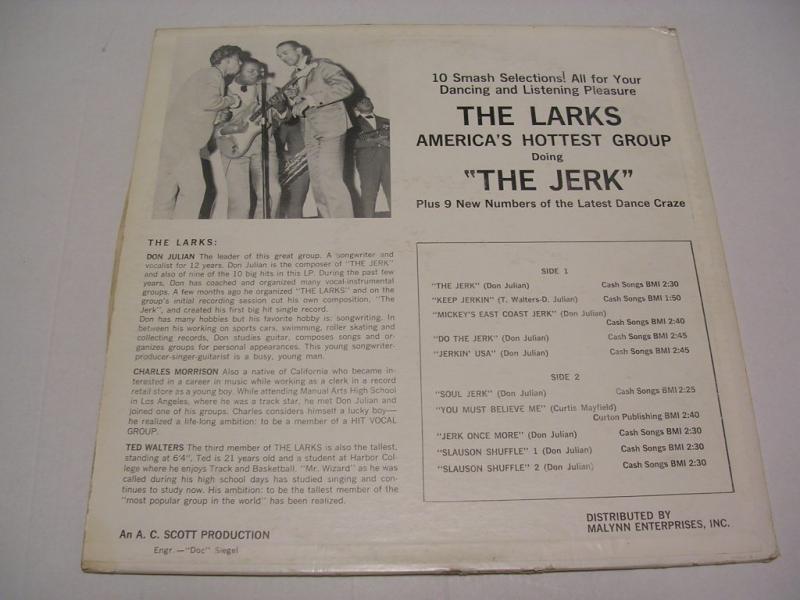 10 Smash Selections! All for Your
Dancing and Listening Pleasure
THE LARKS
AMERICA'S HOTTEST GROUP
Doing
"THE JERK"
Plus 9 New Numbers of the Latest Dance Craze
THE LARKS:
DON JULIAN The leader of this great group. A songwriter and
vocalist for 12 years. Don Julian is the composer of "THE JERK"
and also of nine of the 10 big hits in this LP. During the past few
years, Don has coached and organized many vocal-instrumental
groups. A few months ago he organized "THE LARKS" and on the
group's initial recording session cut his own composition, "The
Jerk", and created his first big hit single record.
Don has many hobbies but his favorite hobby is: songwriting. In
between his working on sports cars, swimming, roller skating and
collecting records, Don studies guitar, composes songs and or-
ganizes groups for personal appearances. This young songwriter-
producer-singer-guitarist is a busy, young man.
CHARLES MORRISON Also a native of California who became in-
terested in a career in music while working as a clerk in a record
retail store as a young boy. While attending Manual Arts High School
in Los Angeles, where he was a track star, he met Don Julian and
joined one of his groups. Charles considers himself a lucky boy—
he realized a life-long ambition: to be a member of a HIT VOCAL
GROUP.
TED WALTERS The third member of THE LARKS is also the tallest,
standing at 6'4". Ted is 21 years old and a student at Harbor Col-
lege where he enjoys Track and Basketball. "Mr. Wizard" as he was
called during his high school days has studied singing and con-
tinues to study now. His ambition: to be the tallest member of the
"most popular group in the world" has been realized.
An A. C. SCOTT PRODUCTION
Engr.—"Doc" Siegel
SIDE 1
"THE JERK" (Don Julian) Cash Songs BMI 2:30
"KEEP JERKIN" (T. Walters-D. Julian) Cash Songs BMI 1:50
"MICKEY'S EAST COAST JERK" (Don Julian)
Cash Songs BMI 2:40
"DO THE JERK" (Don Julian) Cash Songs BMI 2:45
"JERKIN' USA" (Don Julian) Cash Songs BMI 2:45
SIDE 2
"SOUL JERK" (Don Julian) Cash Songs BMI 2:25
"YOU MUST BELIEVE ME" (Curtis Mayfield)
Curton Publishing BMI 2:40
"JERK ONCE MORE" (Don Julian) Cash Songs BMI 2:30
"SLAUSON SHUFFLE" 1 (Don Julian) Cash Songs BMI 2:30
"SLAUSON SHUFFLE" 2 (Don Julian) Cash Songs BMI 2:30
DISTRIBUTED BY
MALYNN ENTERPRISES, INC.